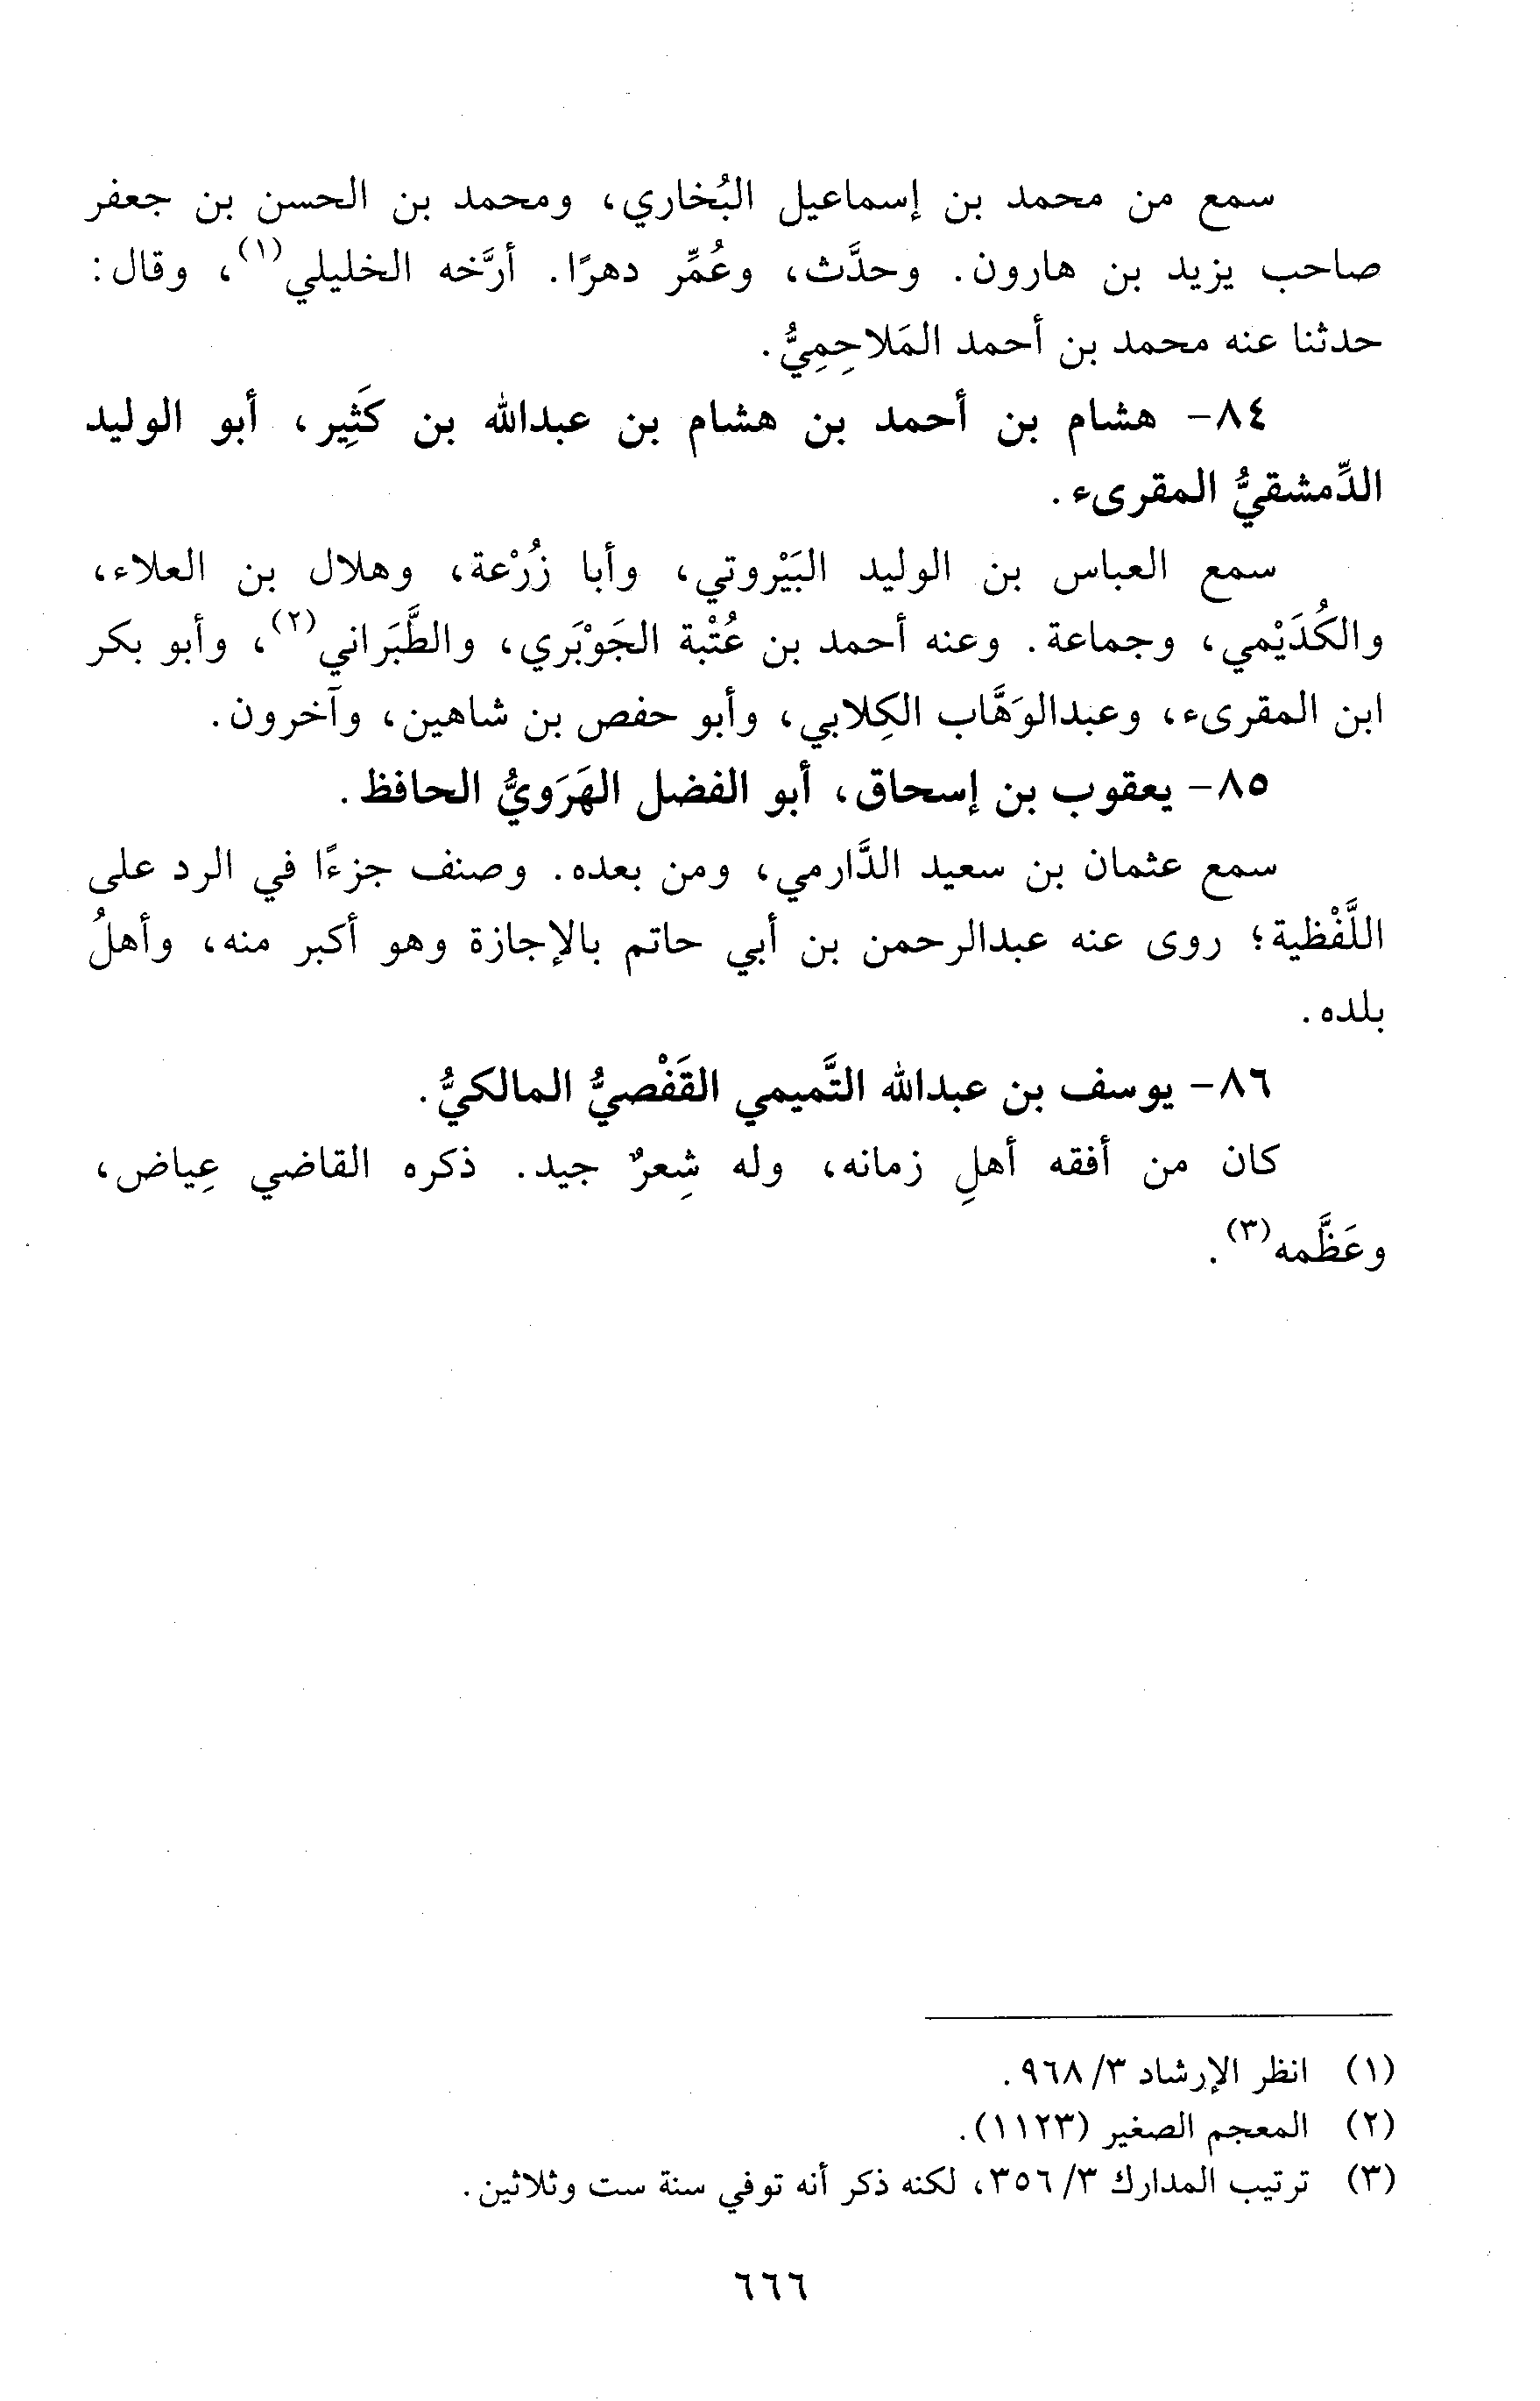 سمع من محمد بن إسماعيل البُخاري، ومحمد بن الحسن بن جعفر
صاحب يزيد بن هارون. وحدَّث، وعُمِّر دهرًا. أرَّخه الخليلي(١)، وقال:
حدثنا عنه محمد بن أحمد المَلاحِمِيُّ.
٨٤- هشام بن أحمد بن هشام بن عبدالله بن كَثِير، أبو الوليد
الدِّمشقيُّ المقرىء.
سمع العباس بن الوليد البَيْروتي، وأبا زُرْعة، وهلال بن العلاء،
والكُدَيْمي، وجماعة. وعنه أحمد بن عُتْبة الجَوْبَري، والطَّبَراني(٢)، وأبو بكر
ابن المقرىء، وعبدالوَهَّاب الكِلابي، وأبو حفص بن شاهين، وآخرون.
٨٥- يعقوب بن إسحاق، أبو الفضل الهَرَويُّ الحافظ.
سمع عثمان بن سعيد الدَّارمي، ومن بعده. وصنف جزءًا في الرد على
اللَّفْظية؛ روى عنه عبدالرحمن بن أبي حاتم بالإجازة وهو أكبر منه، وأهلُ
بلده.
٨٦- يوسف بن عبدالله التَّميمي القَفْصيُّ المالكيُّ.
كان من أفقه أهلِ زمانه، وله شِعرٌ جيد. ذكره القاضي عِياض،
وعَظَّمه(٣).
(١) انظر الإرشاد ٣/ ٩٦٨.
(٢) المعجم الصغير (١١٢٣).
(٣) ترتيب المدارك ٣/ ٣٥٦، لكنه ذكر أنه توفي سنة ست وثلاثين.
٦٦٦